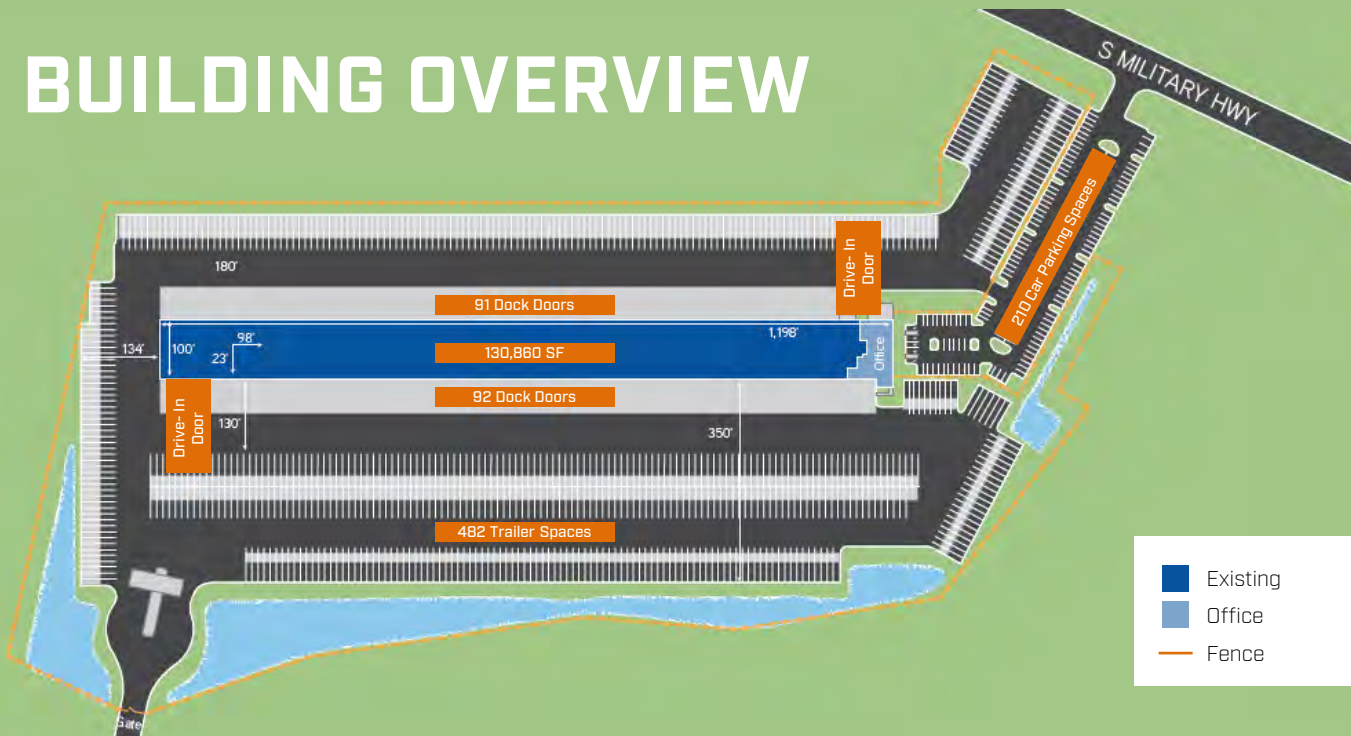 BUILDING OVERVIEW
S MILITARY HWY
210 Car Parking Spaces
Drive- In
Door
180'
91 Dock Doors
1,198'
134'
100'
98'
23'
130,860 SF
Office
92 Dock Doors
Drive- In
Door
130'
350'
482 Trailer Spaces
Existing
Office
Fence
Gate